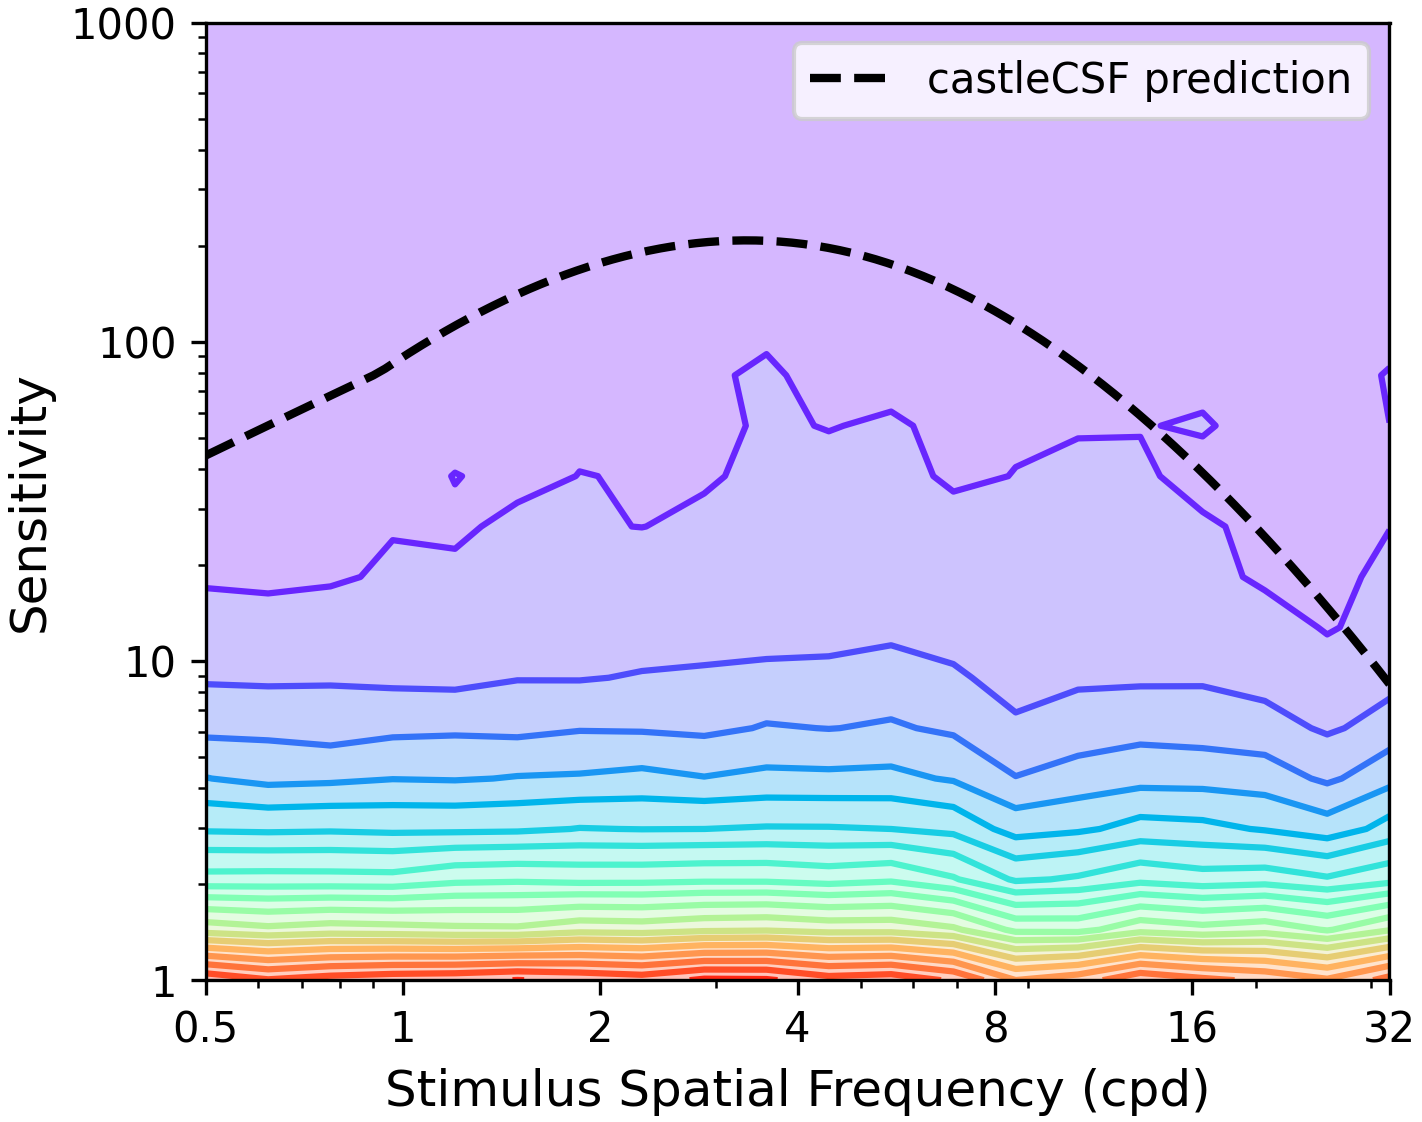 1000
castleCSF prediction
100
10
1
Sensitivity
0.5 1 2 4 8 16 32
Stimulus Spatial Frequency (cpd)